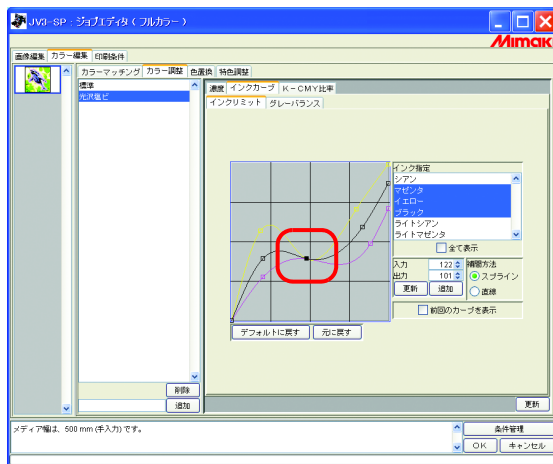 JV3-SP : ジョブエディタ ( フルカラー )
Mimaki
画像編集 カラー編集 印刷条件
カラーマッチング カラー調整 色置換 特色調整
標準
光沢塩ビ
濃度 インクカーブ K－CMY比率
インクリミット グレーバランス
インク指定
シアン
マゼンタ
イエロー
ブラック
ライトシアン
ライトマゼンタ
全て表示
入力 122 補間方法
出力 101 スプライン
更新 追加 直線
前回のカーブを表示
デフォルトに戻す 元に戻す
削除
追加
更新
メディア幅は、500 mm (手入力) です。
条件管理
OK キャンセル